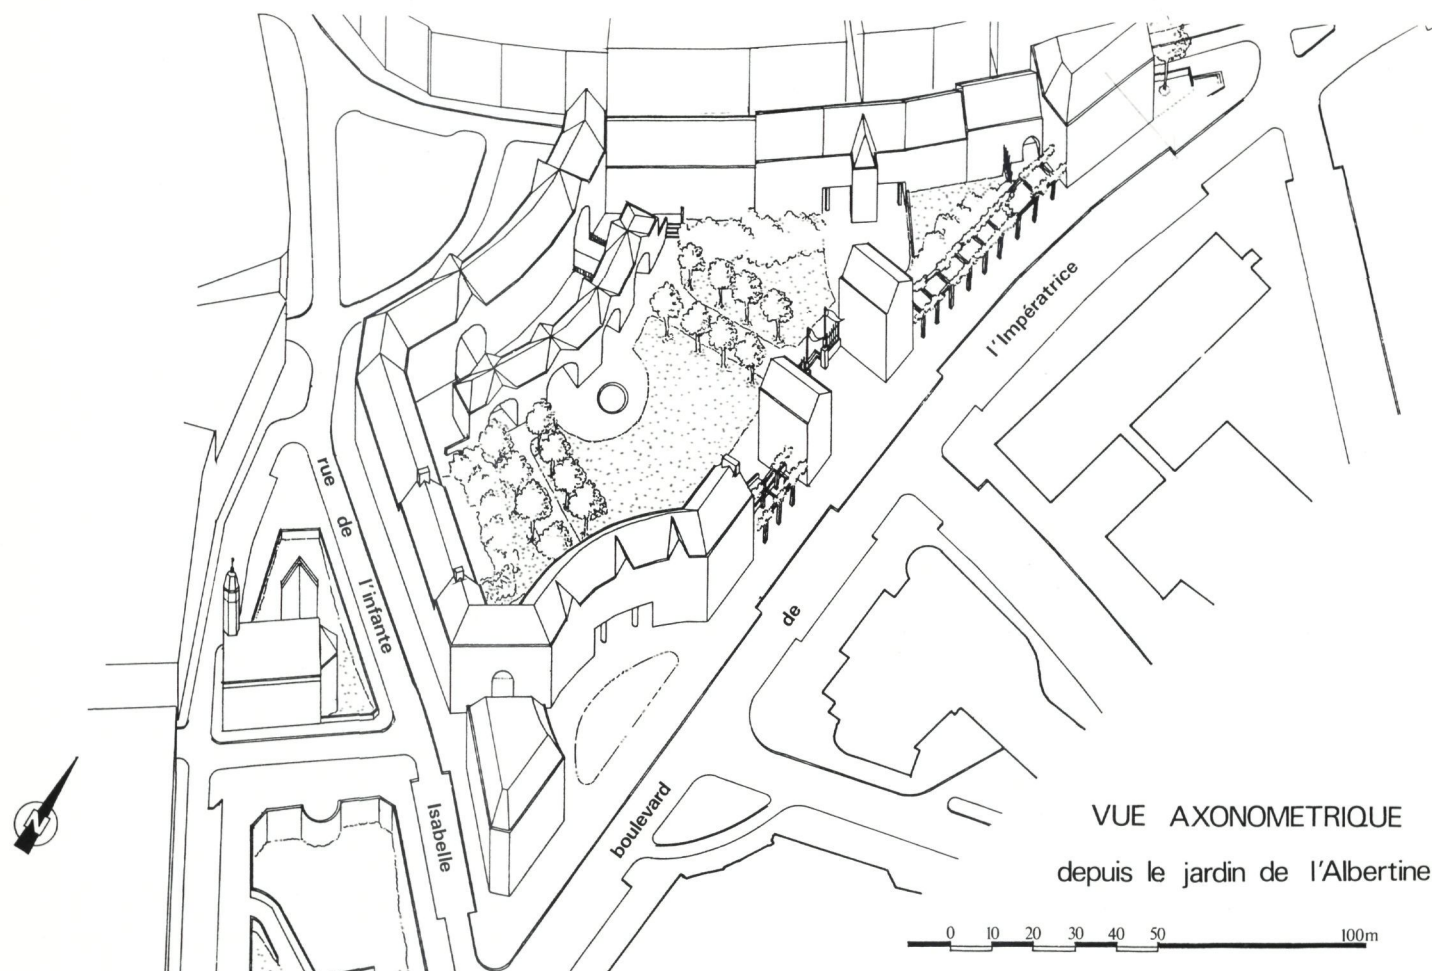 l'Impératrice
rue
de
l'infante
de
Isabelle
boulevard
N
VUE AXONOMETRIQUE
depuis le jardin de l'Albertine
0 10 20 30 40 50 100m